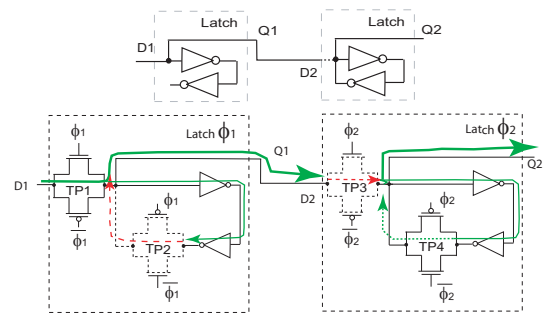 Latch Q1 Latch Q2
D1 D2
Latch ϕ1 Latch ϕ2
ϕ1 ϕ2
Q1 Q2
D1 TP1 D2 TP3
ϕ1 ϕ1 ϕ2 ϕ2
TP2 TP4
ϕ1 ϕ1 ϕ2 ϕ2